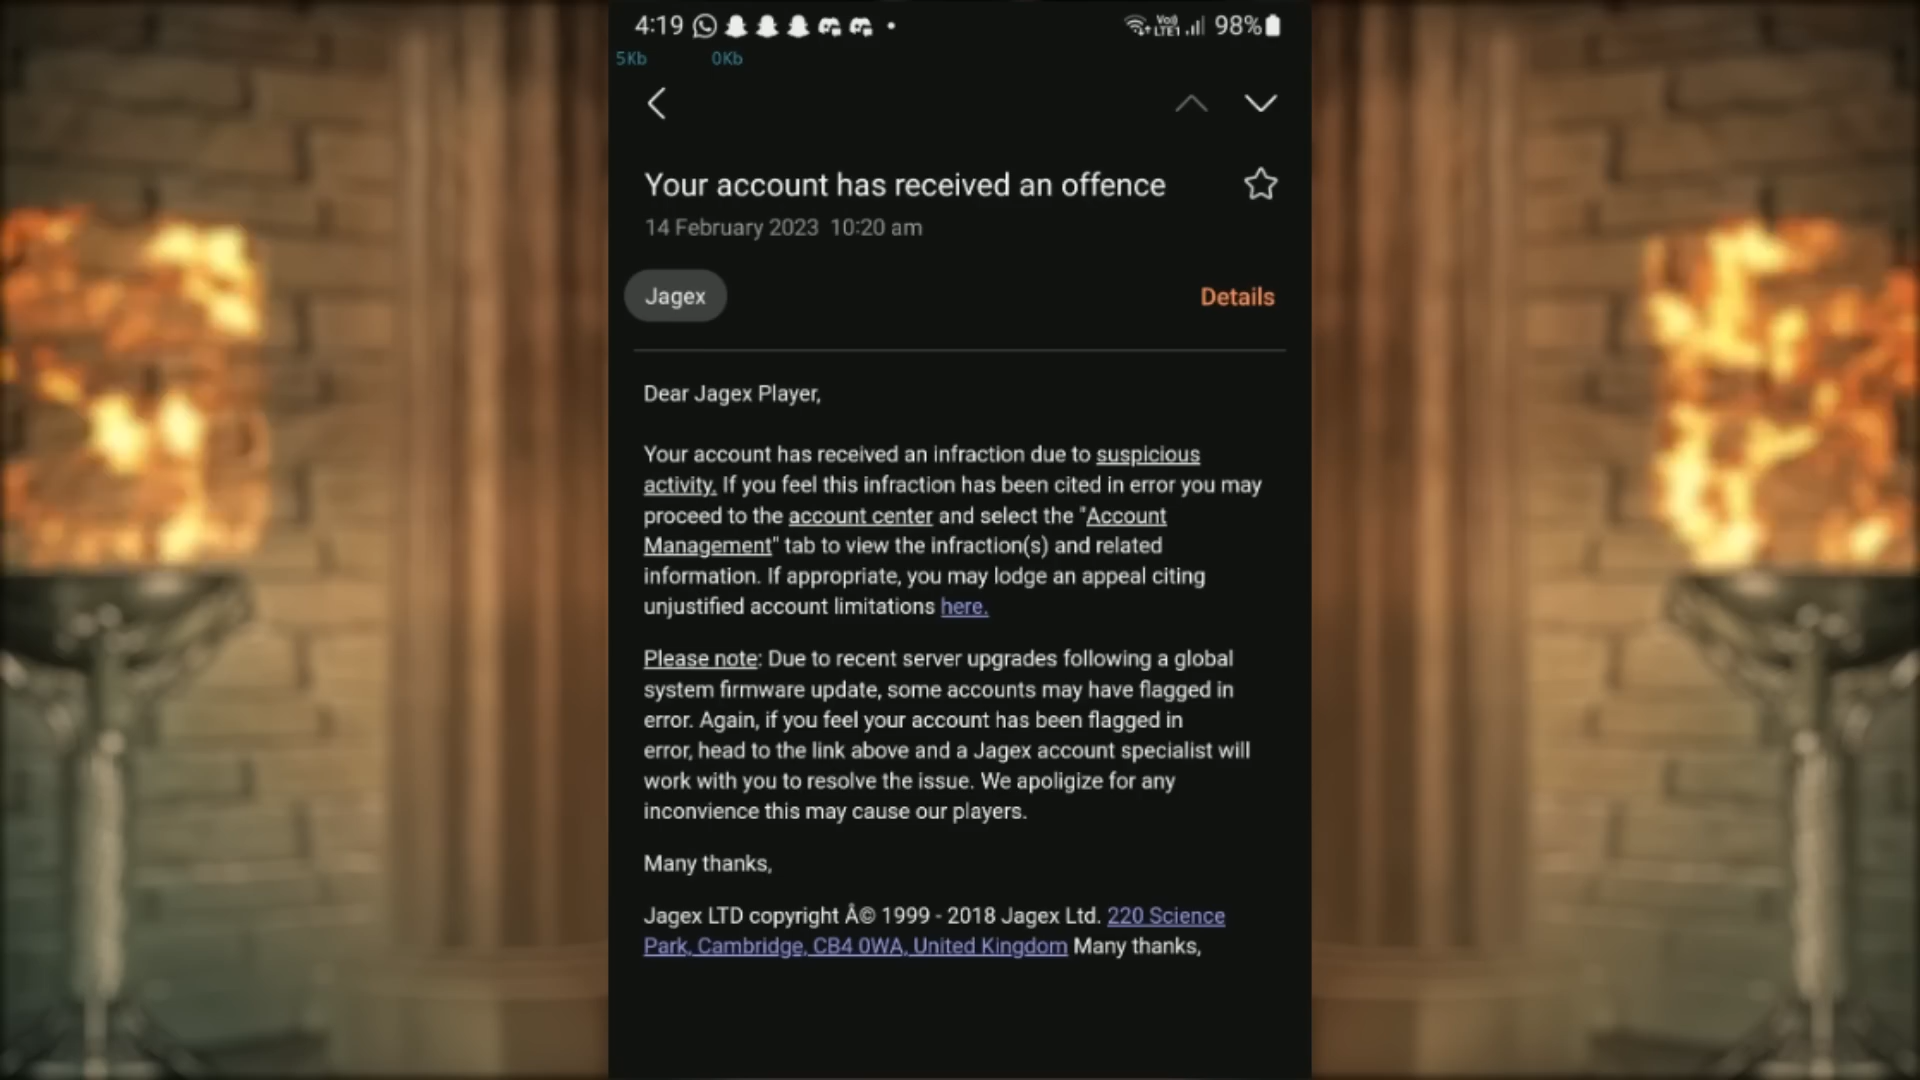 4:19 98%
5Kb 0Kb
Your account has received an offence
14 February 2023 10:20 am
Jagex Details
Dear Jagex Player,
Your account has received an infraction due to suspicious
activity. If you feel this infraction has been cited in error you may
proceed to the account center and select the "Account
Management" tab to view the infraction(s) and related
information. If appropriate, you may lodge an appeal citing
unjustified account limitations here.
Please note: Due to recent server upgrades following a global
system firmware update, some accounts may have flagged in
error. Again, if you feel your account has been flagged in
error, head to the link above and a Jagex account specialist will
work with you to resolve the issue. We apoligize for any
inconvience this may cause our players.
Many thanks,
Jagex LTD copyright Â© 1999 - 2018 Jagex Ltd. 220 Science
Park, Cambridge, CB4 0WA, United Kingdom Many thanks,